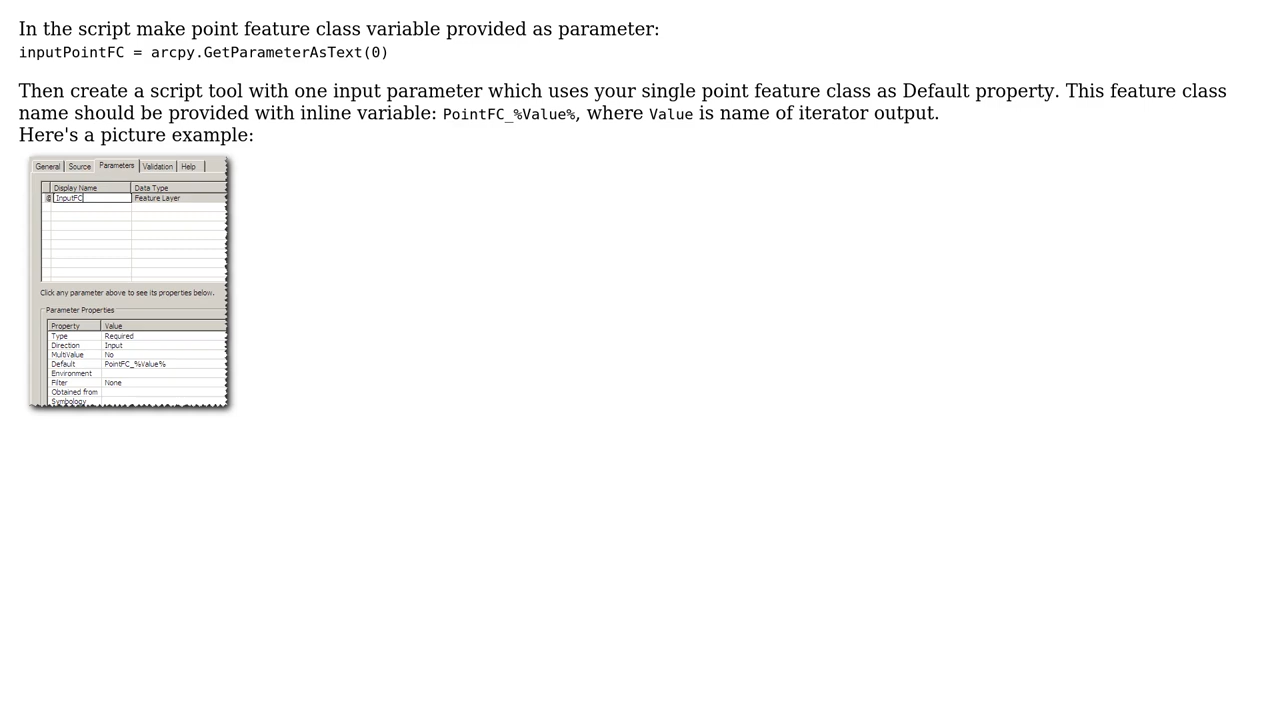 In the script make point feature class variable provided as parameter:
inputPointFC = arcpy.GetParameterAsText(0)
Then create a script tool with one input parameter which uses your single point feature class as Default property. This feature class
name should be provided with inline variable: PointFC_%Value%, where Value is name of iterator output.
Here's a picture example:
General Source Parameters Validation Help
Display Name Data Type
InputFC Feature Layer
Click any parameter above to see its properties below.
Parameter Properties
Property Value
Type Required
Direction Input
MultiValue No
Default PointFC_%Value%
Environment
Filter None
Obtained from
Symbology